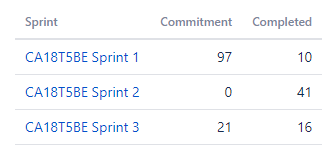 Sprint Commitment Completed
CA18T5BE Sprint 1 97 10
CA18T5BE Sprint 2 0 41
CA18T5BE Sprint 3 21 16